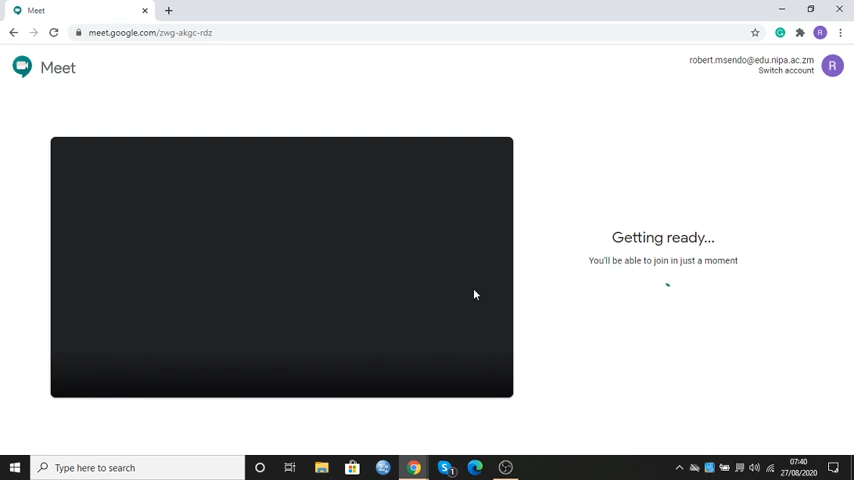 Meet
meet.google.com/zwg-akgc-rdz
R
Meet
robert.msendo@edu.nipa.ac.zm
Switch account
R
Getting ready...
You'll be able to join in just a moment
Type here to search
S
1
07:40
27/08/2020